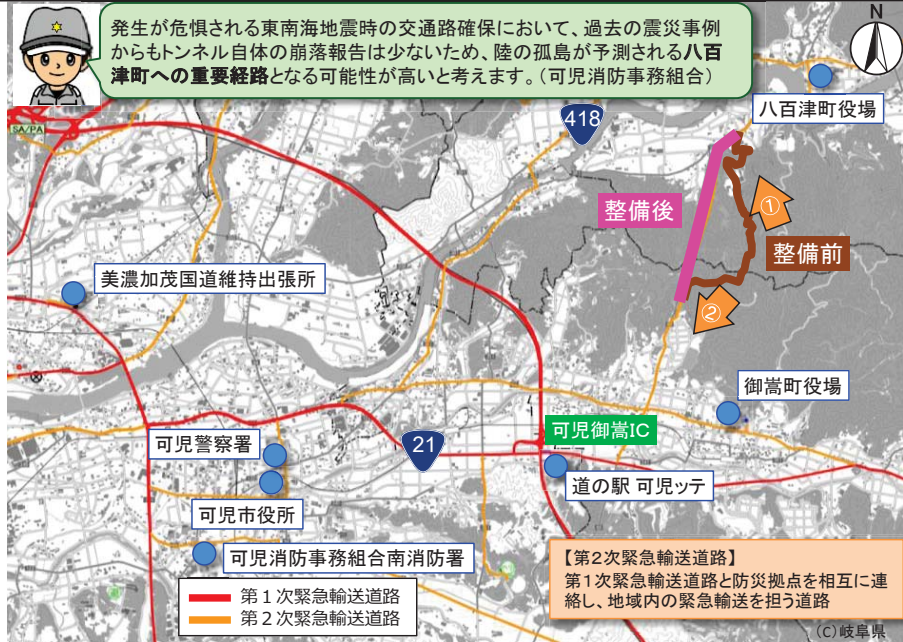 発生が危惧される東南海地震時の交通路確保において、過去の震災事例
からもトンネル自体の崩落報告は少ないため、陸の孤島が予測される八百
津町への重要経路となる可能性が高いと考えます。(可児消防事務組合)
N
SA/PA
418
八百津町役場
整備後
①
整備前
美濃加茂国道維持出張所
②
御嵩町役場
可児警察署
21
可児御嵩IC
道の駅 可児ッテ
可児市役所
可児消防事務組合南消防署
【第2次緊急輸送道路】
第1次緊急輸送道路と防災拠点を相互に連
絡し、地域内の緊急輸送を担う道路
第1次緊急輸送道路
第2次緊急輸送道路
(C)岐阜県